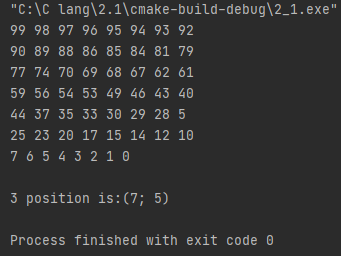 "C:\C lang\2.1\cmake-build-debug\2_1.exe"
99 98 97 96 95 94 93 92
90 89 88 86 85 84 81 79
77 74 70 69 68 67 62 61
59 56 54 53 49 46 43 40
44 37 35 33 30 29 28 5
25 23 20 17 15 14 12 10
7 6 5 4 3 2 1 0
3 position is:(7; 5)
Process finished with exit code 0